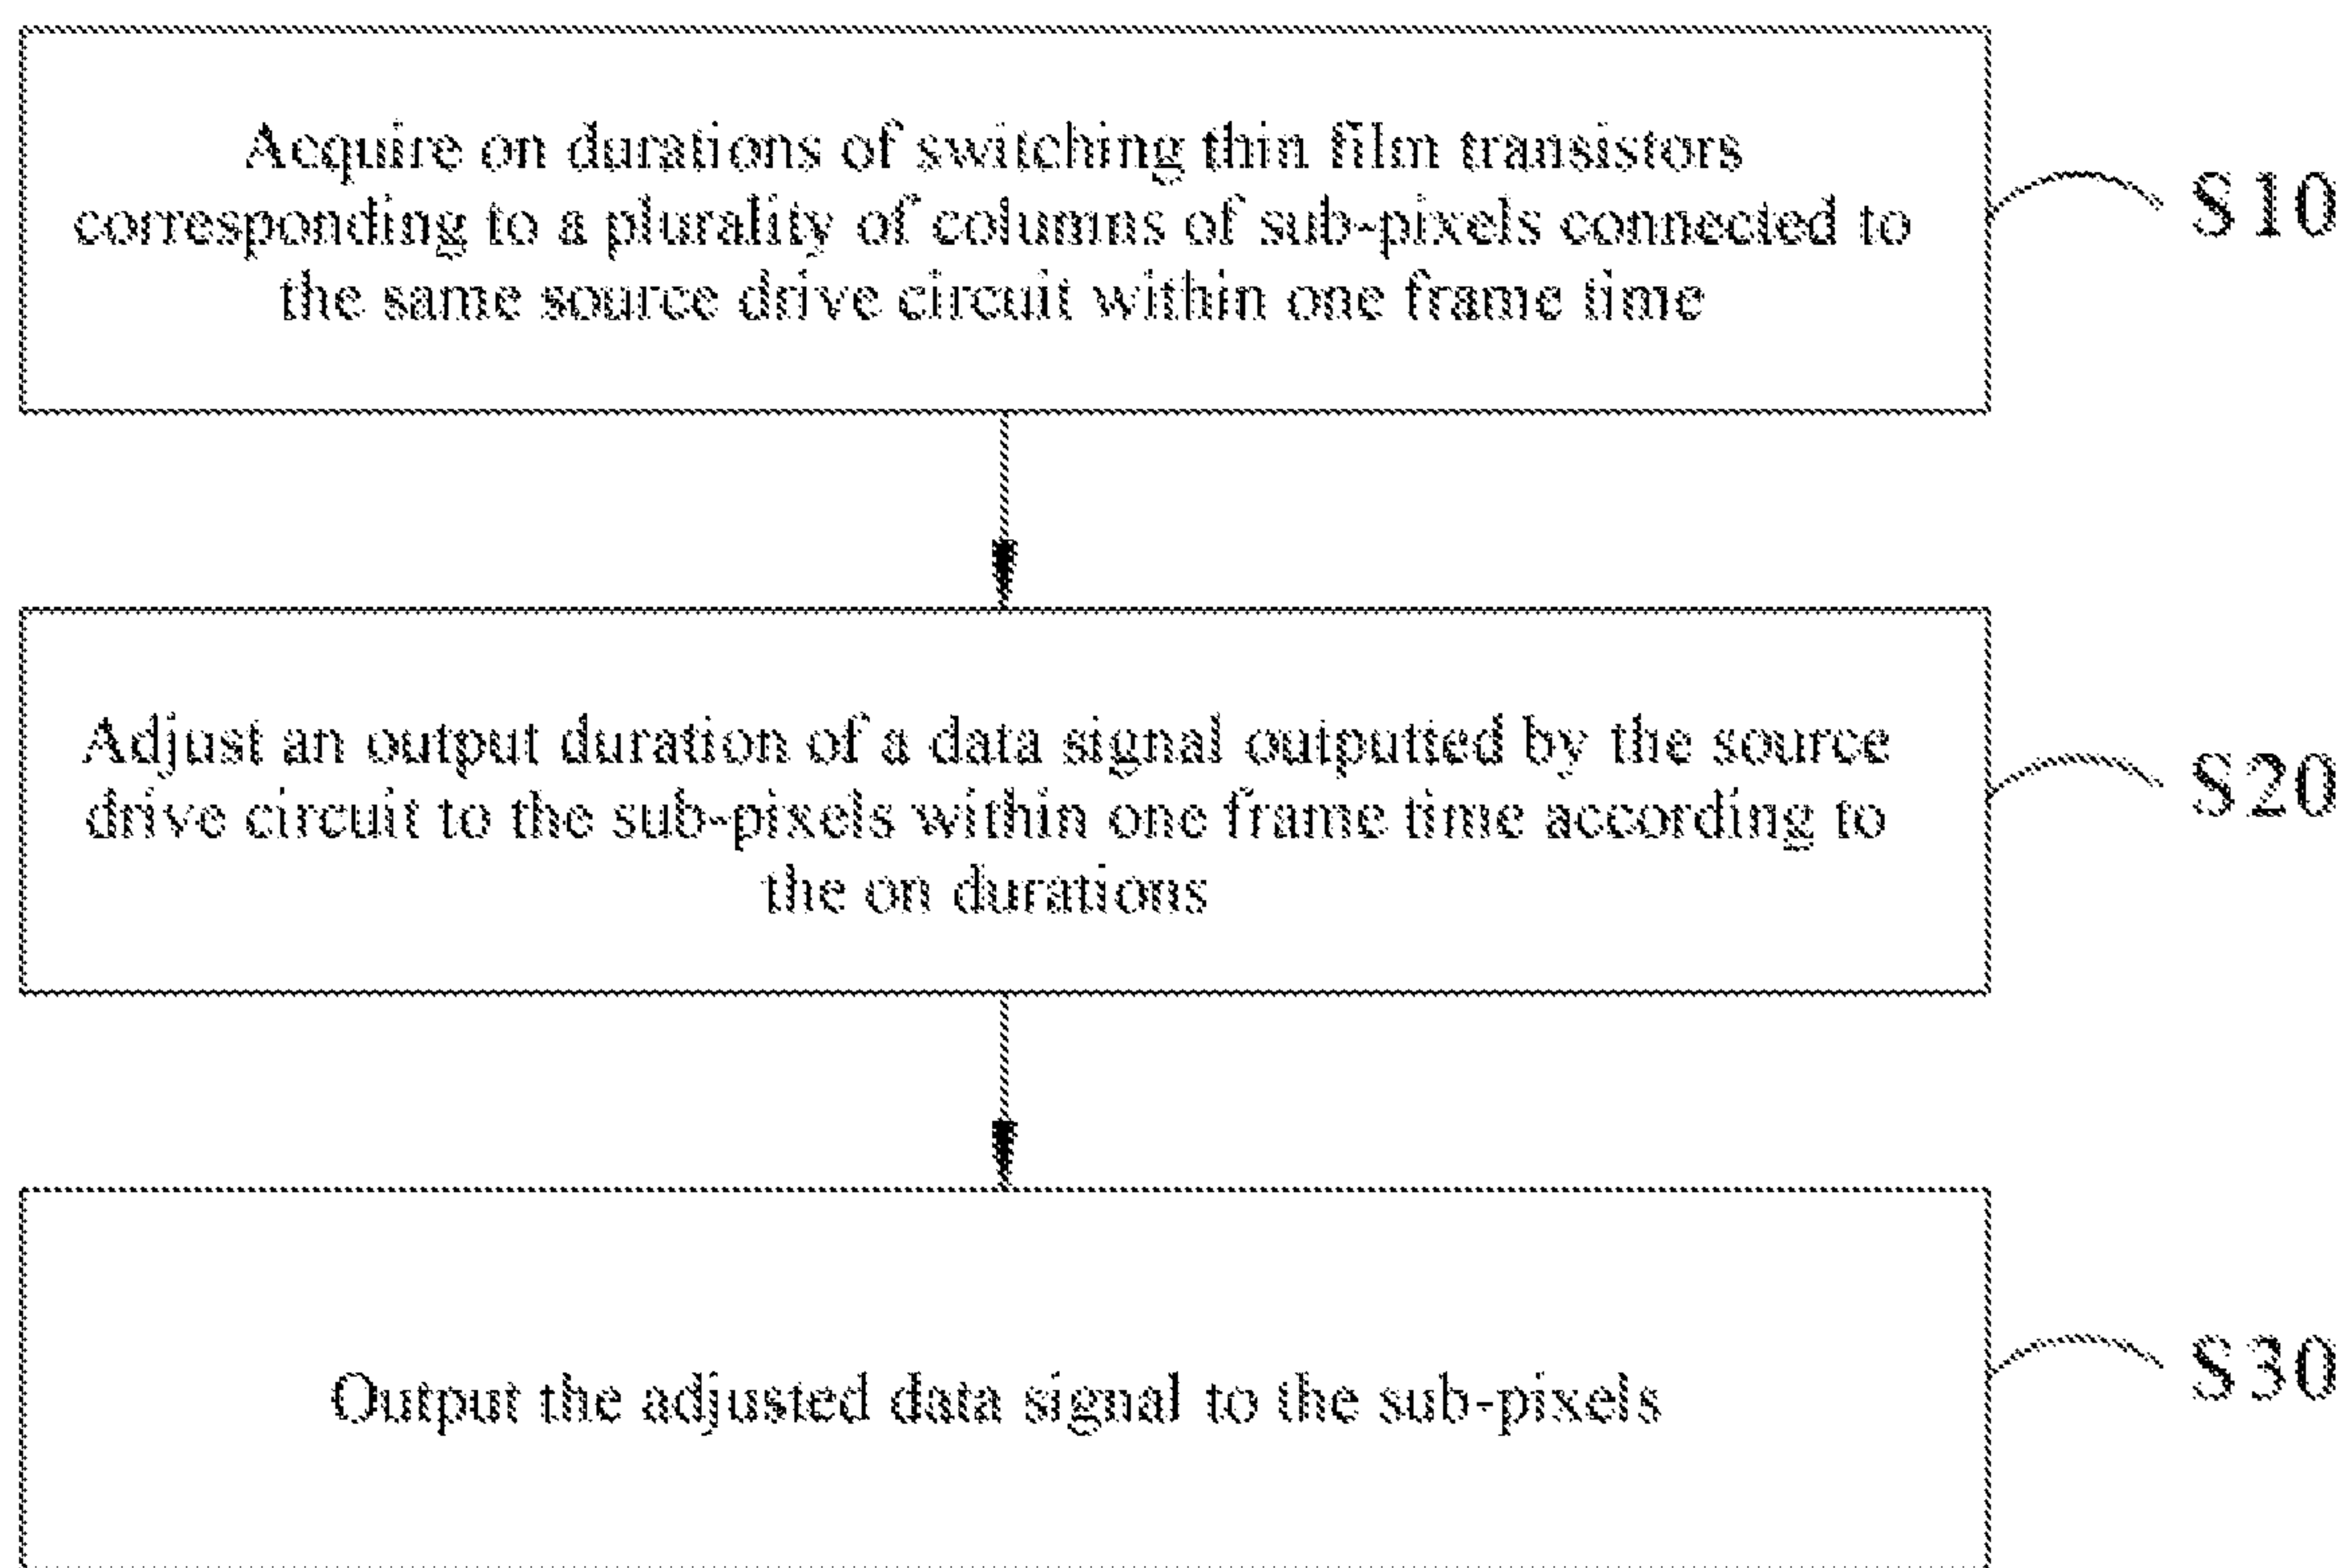 Acquire on durations of switching thin film transistors
corresponding to a plurality of columns of sub-pixels connected to
the same source drive circuit within one frame time
S10
Adjust an output duration of a data signal outputted by the source
drive circuit to the sub-pixels within one frame time according to
the on durations
S20
Output the adjusted data signal to the sub-pixels
S30